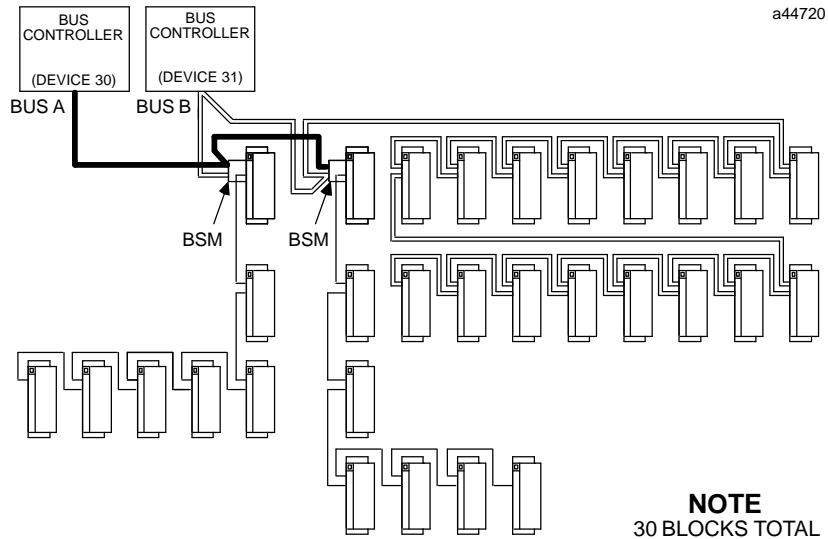 a44720
BUS
CONTROLLER
(DEVICE 30)
BUS
CONTROLLER
(DEVICE 31)
BUS A
BUS B
BSM
BSM
NOTE
30 BLOCKS TOTAL